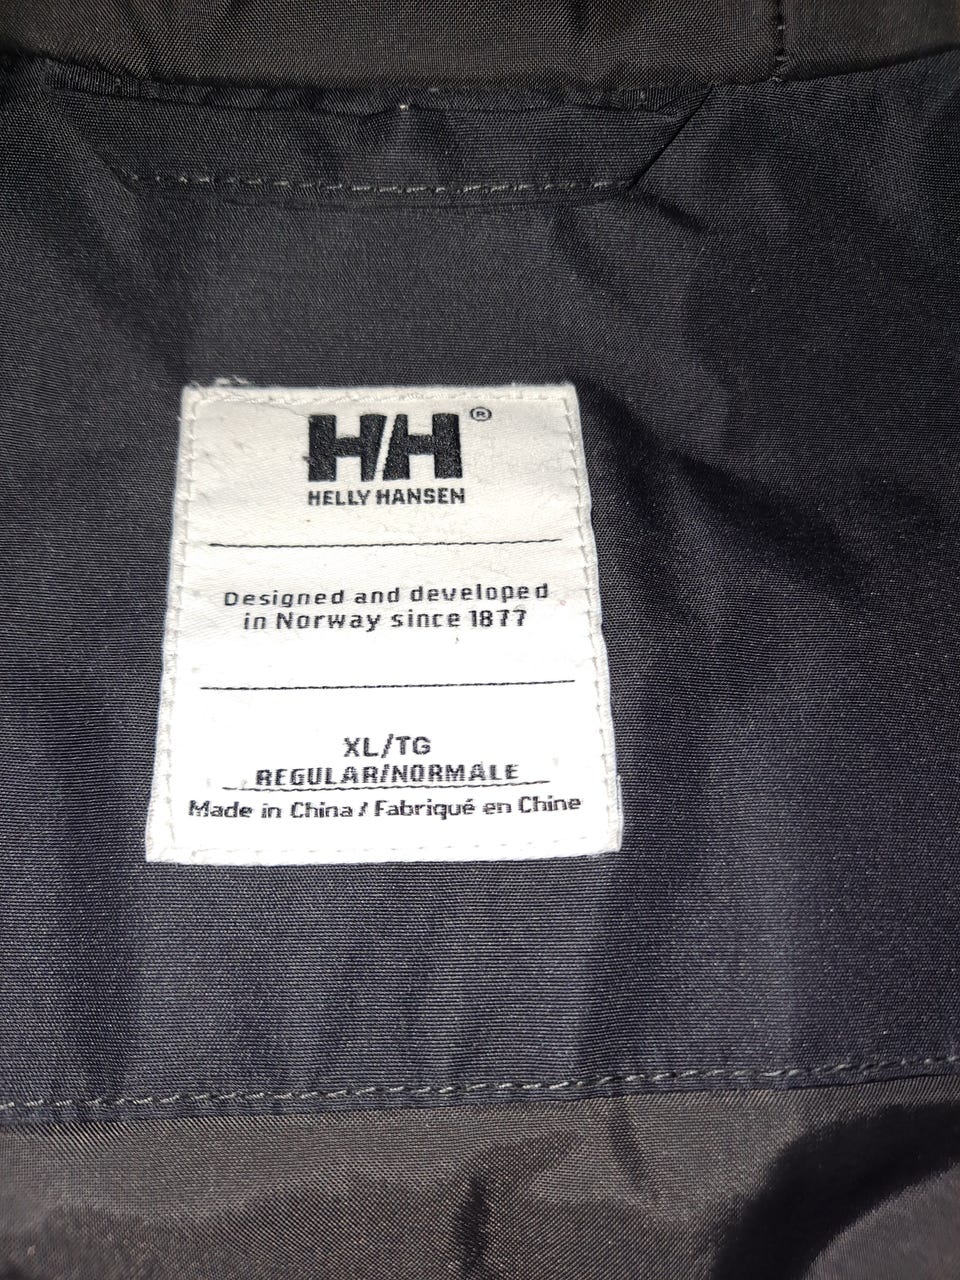 HH®
HELLY HANSEN
Designed and developed
in Norway since 1877
XL/TG
REGULAR/NORMALE
Made in China / Fabriqué en Chine